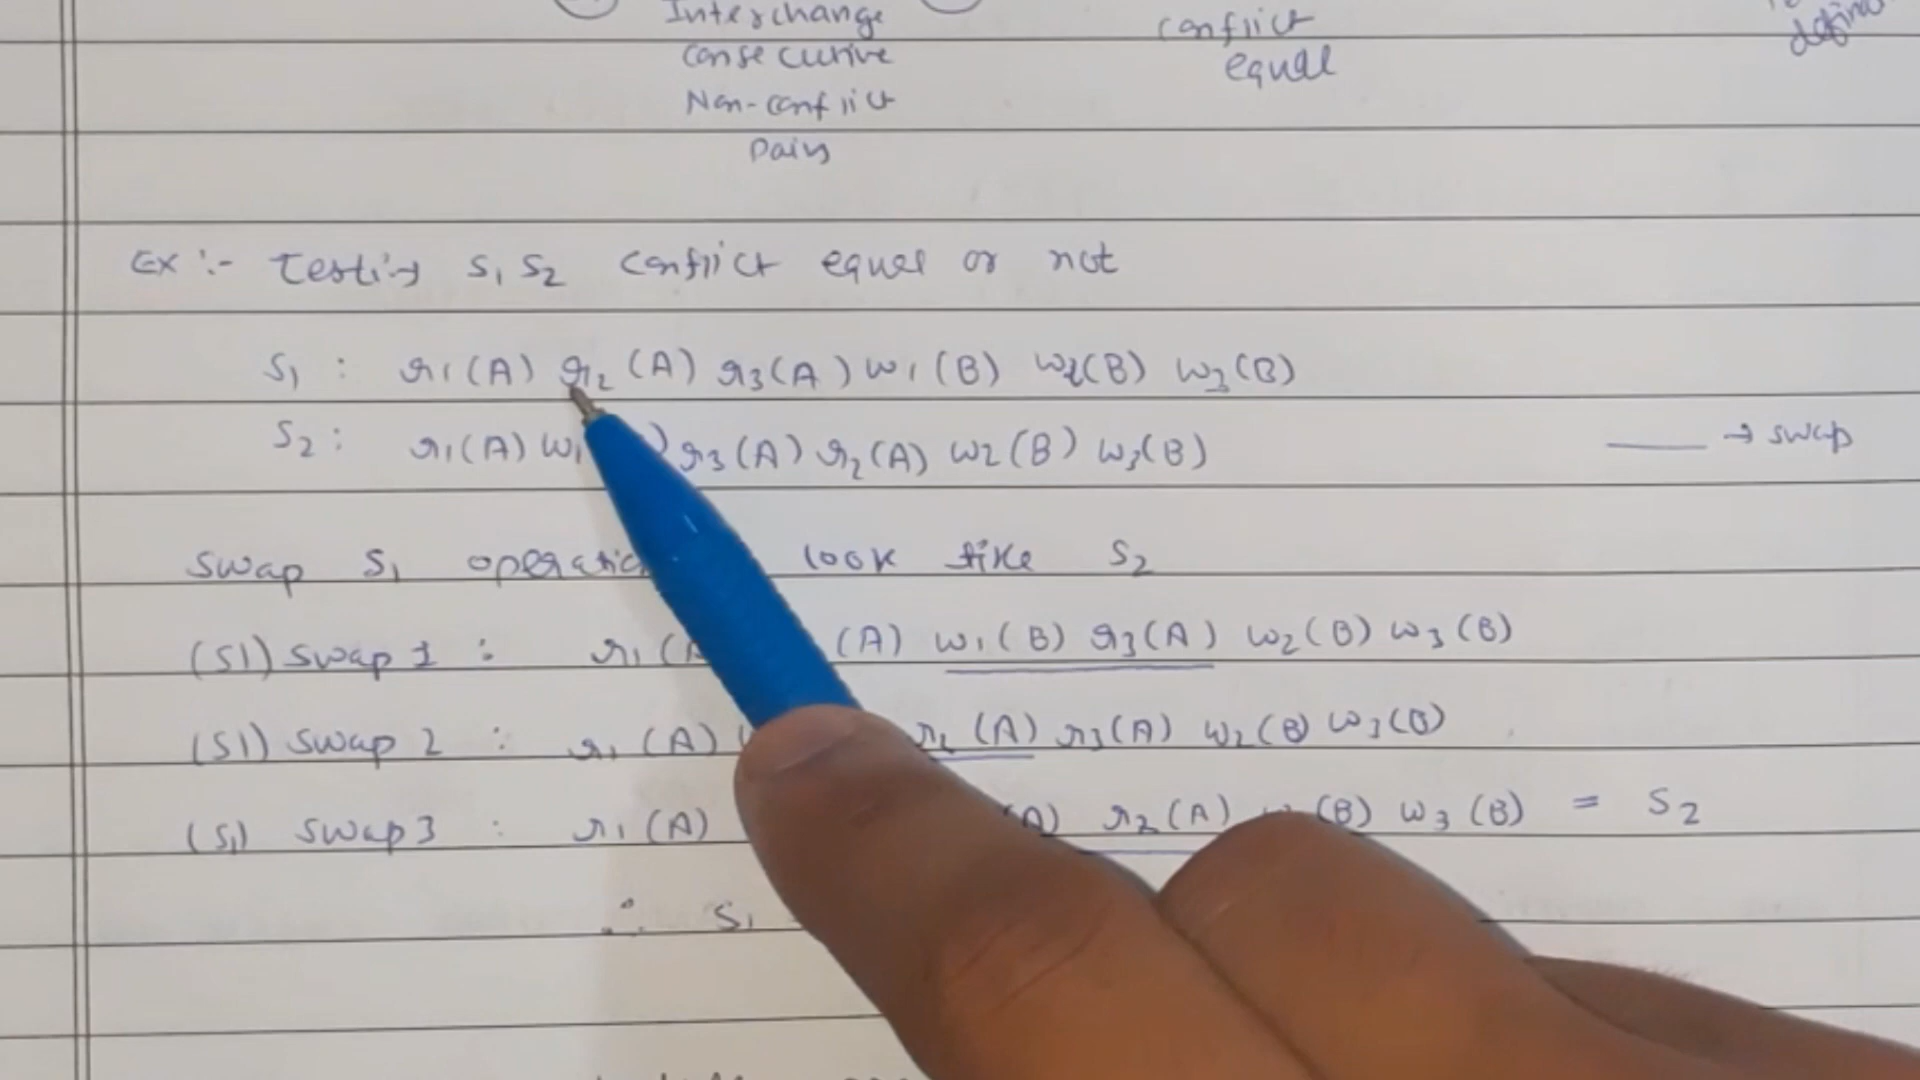 Interchange
consecutive
Non-conflict
pairs
conflict
equal
Ex :- Testing S1 S2 conflict equal or not
S1 : r1(A) r2(A) r3(A) w1(B) w2(B) w3(B)
S2 : r1(A) w1 ) r3(A) r2(A) w2(B) w3(B)
→ swap
swap S1 look like S2
(S1) swap 1 : r1(A (A) w1(B) r3(A) w2(B) w3(B)
(S1) swap 2 : r1(A) r2(A) r3(A) w2(B) w3(B)
(S1) swap 3 : r1(A) (A) r2(A) (B) w3(B) = S2
∴ S1